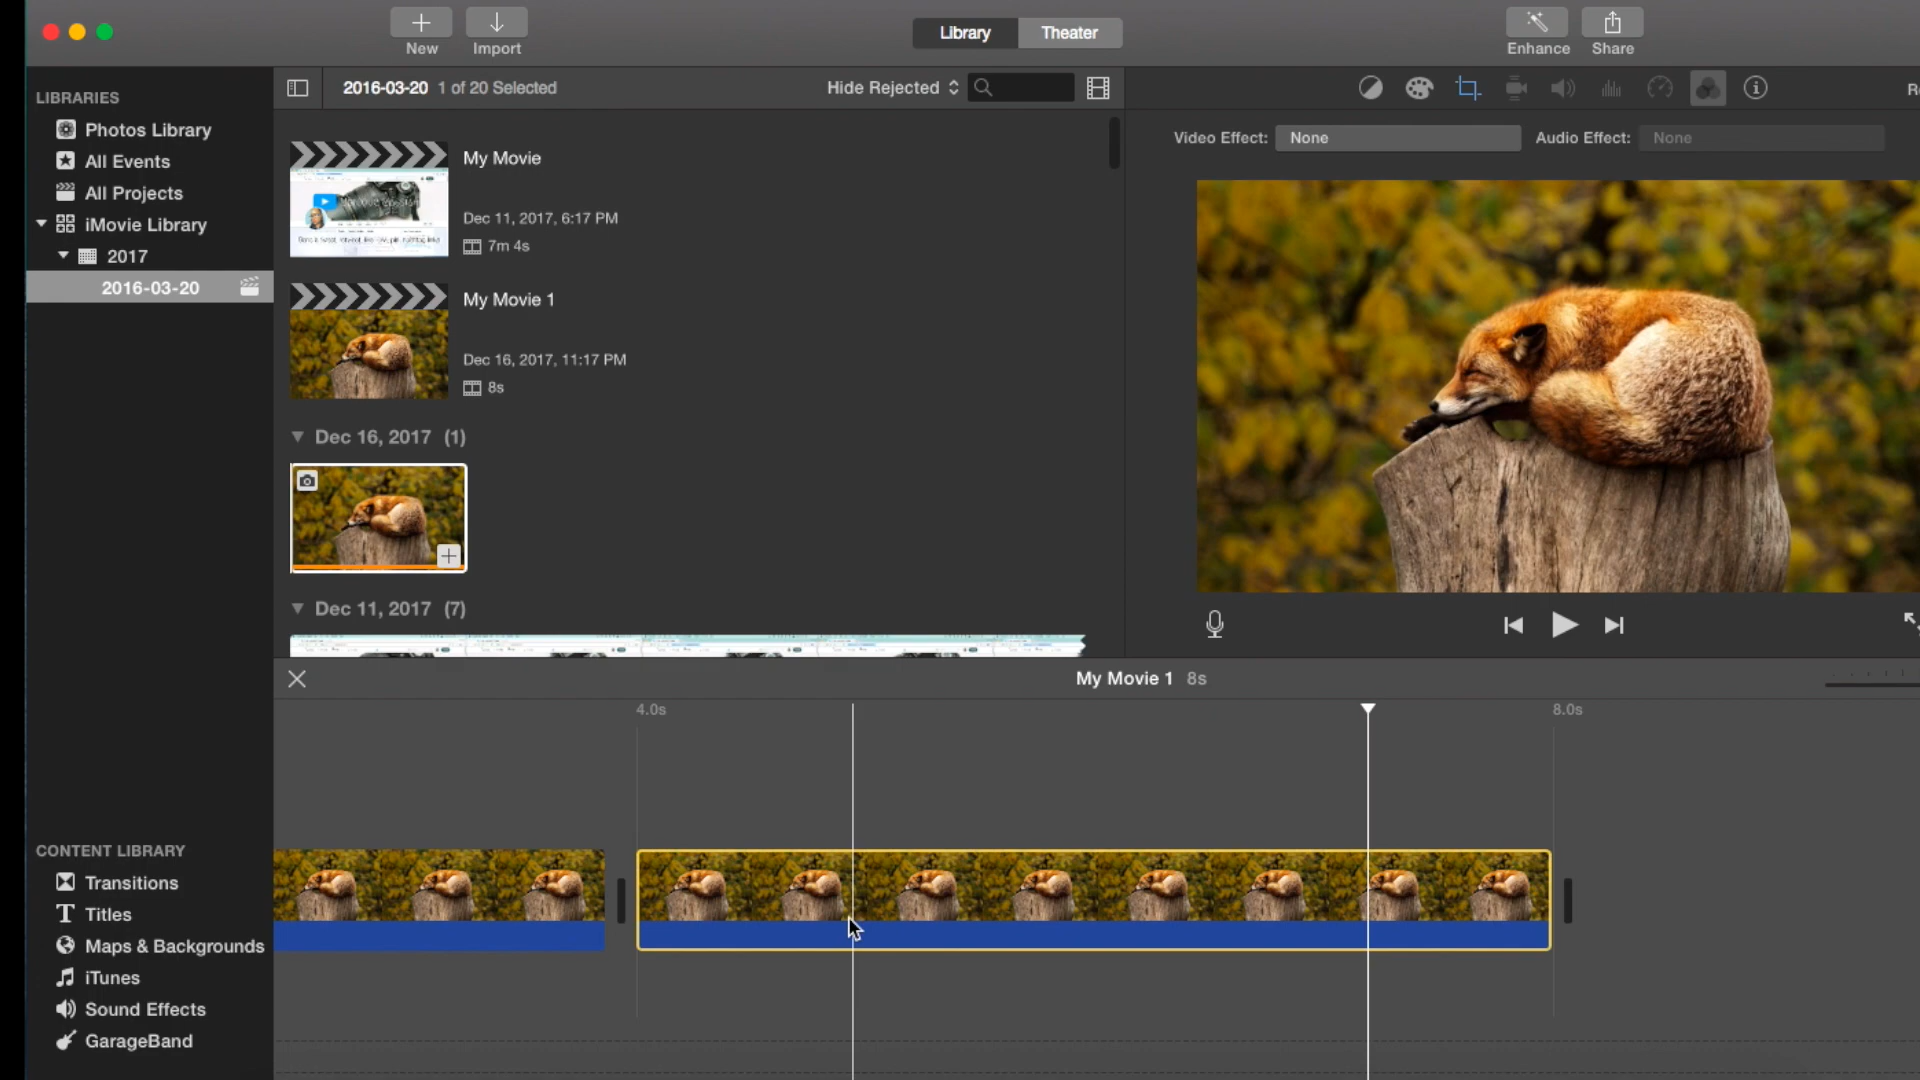 New
Import
Library
Theater
Enhance
Share
LIBRARIES
Photos Library
All Events
All Projects
iMovie Library
2017
2016-03-20
2016-03-20 1 of 20 Selected
Hide Rejected
Video Effect: None
Audio Effect: None
My Movie
Dec 11, 2017, 6:17 PM
7m 4s
My Movie 1
Dec 16, 2017, 11:17 PM
8s
Dec 16, 2017 (1)
Dec 11, 2017 (7)
My Movie 1 8s
4.0s
8.0s
CONTENT LIBRARY
Transitions
Titles
Maps & Backgrounds
iTunes
Sound Effects
GarageBand